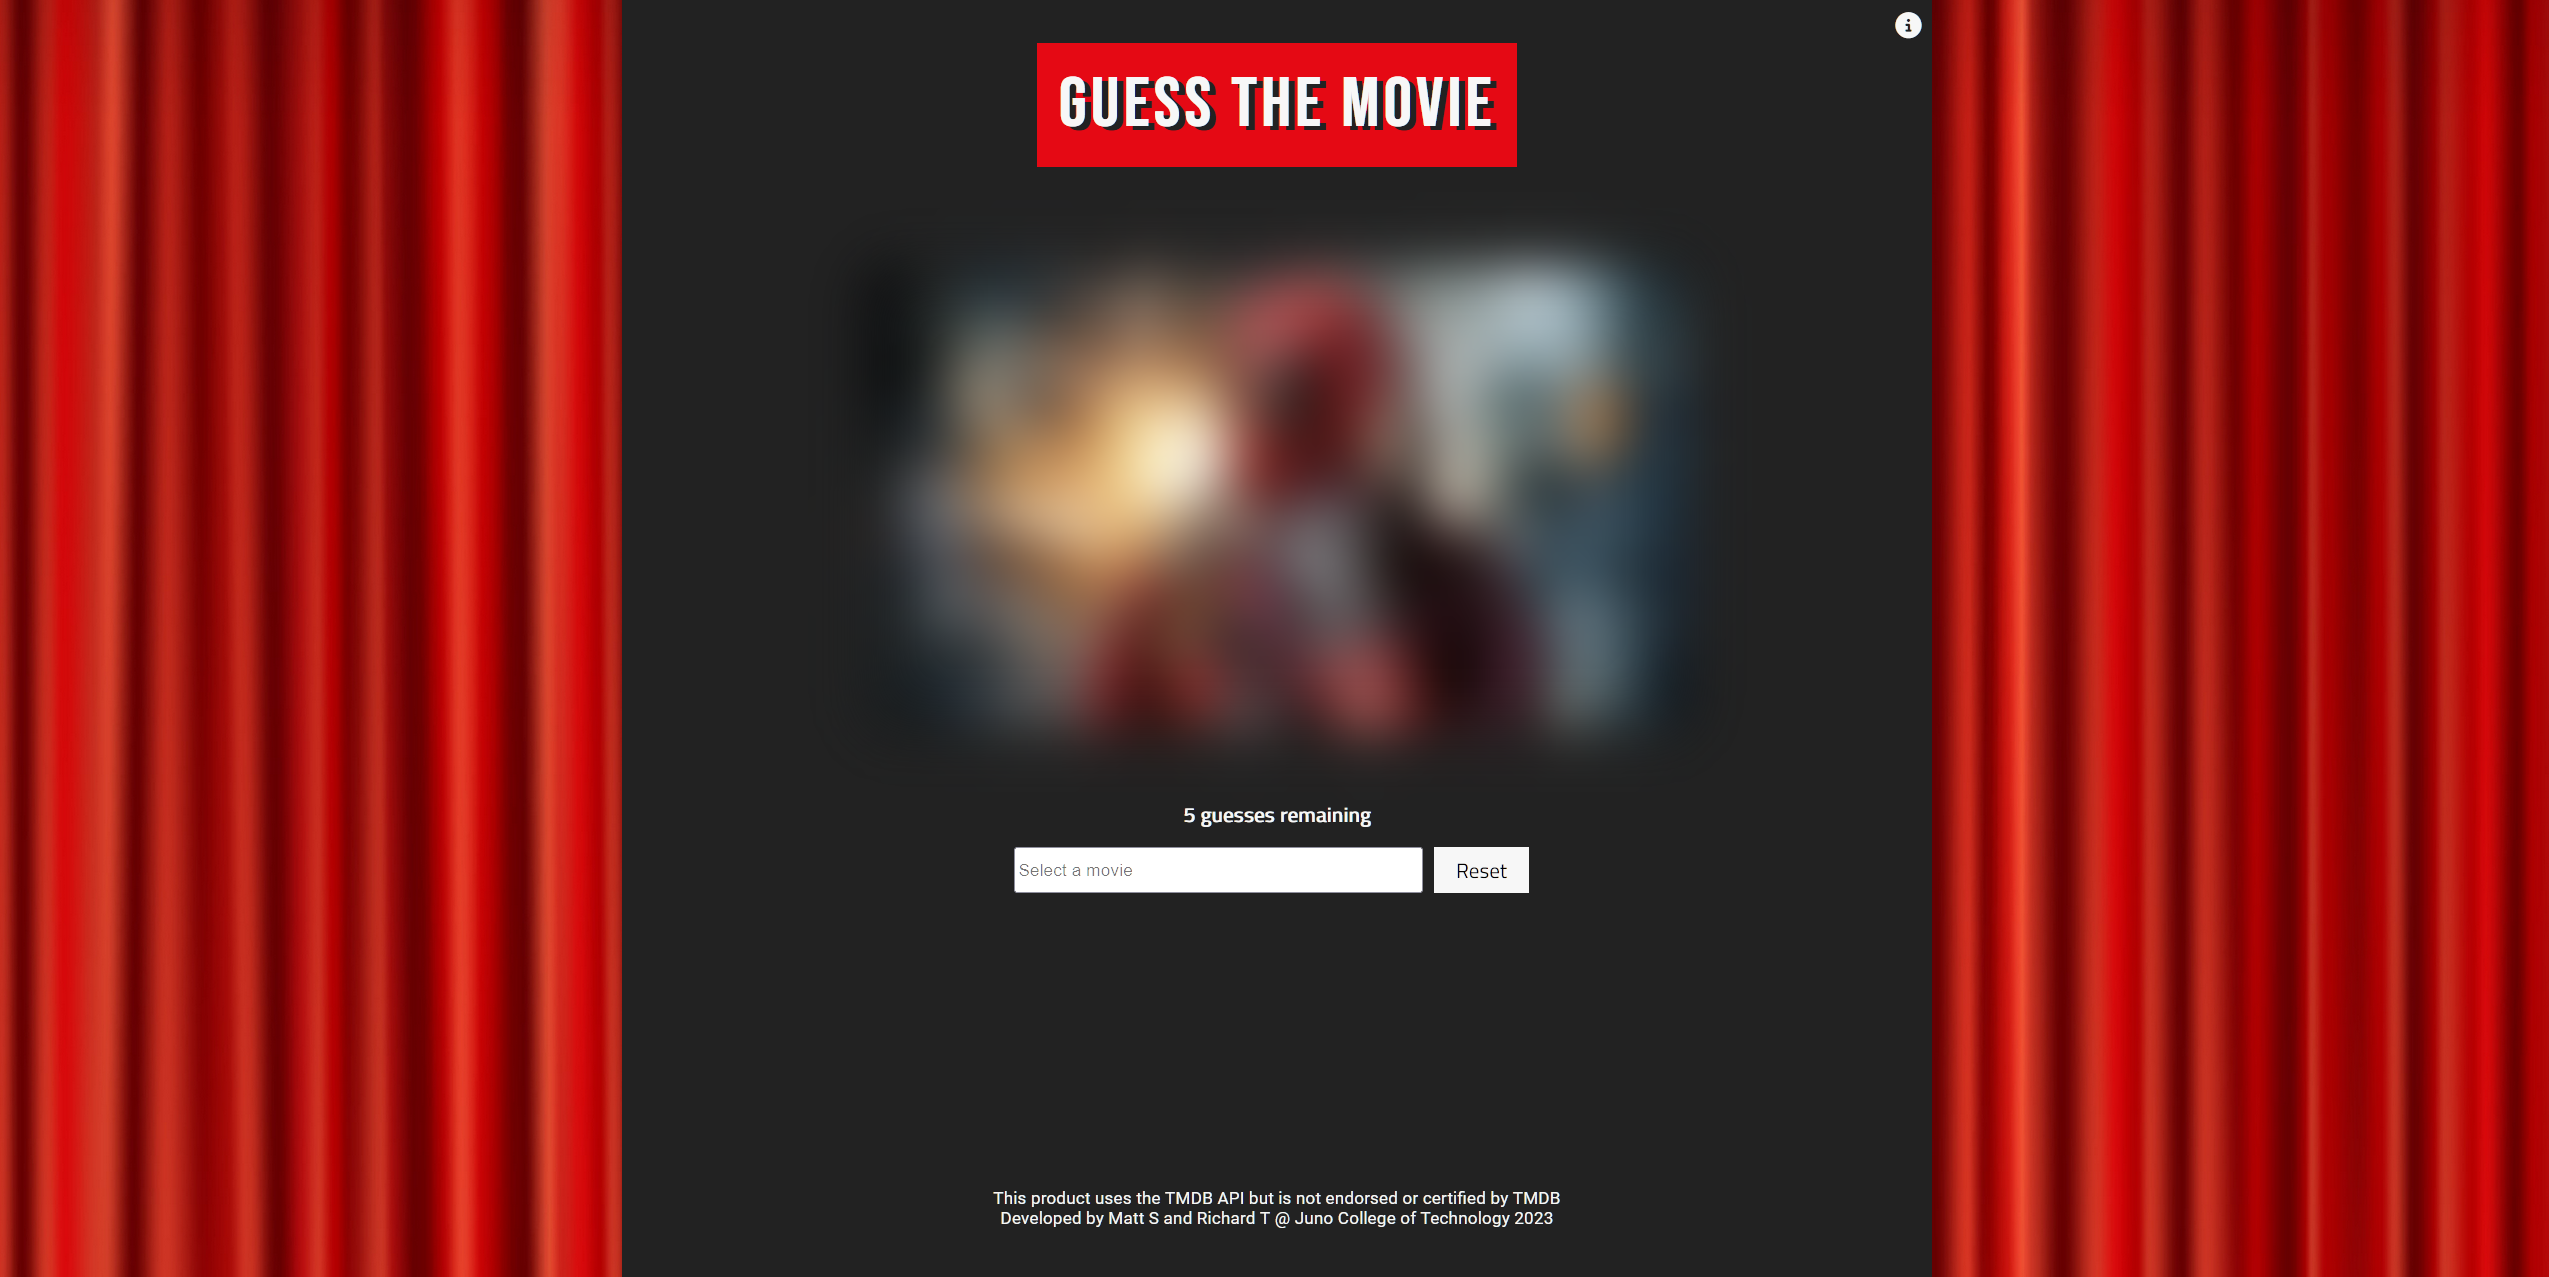 GUESS THE MOVIE
5 guesses remaining
Select a movie
Reset
This product uses the TMDB API but is not endorsed or certified by TMDB
Developed by Matt S and Richard T @ Juno College of Technology 2023